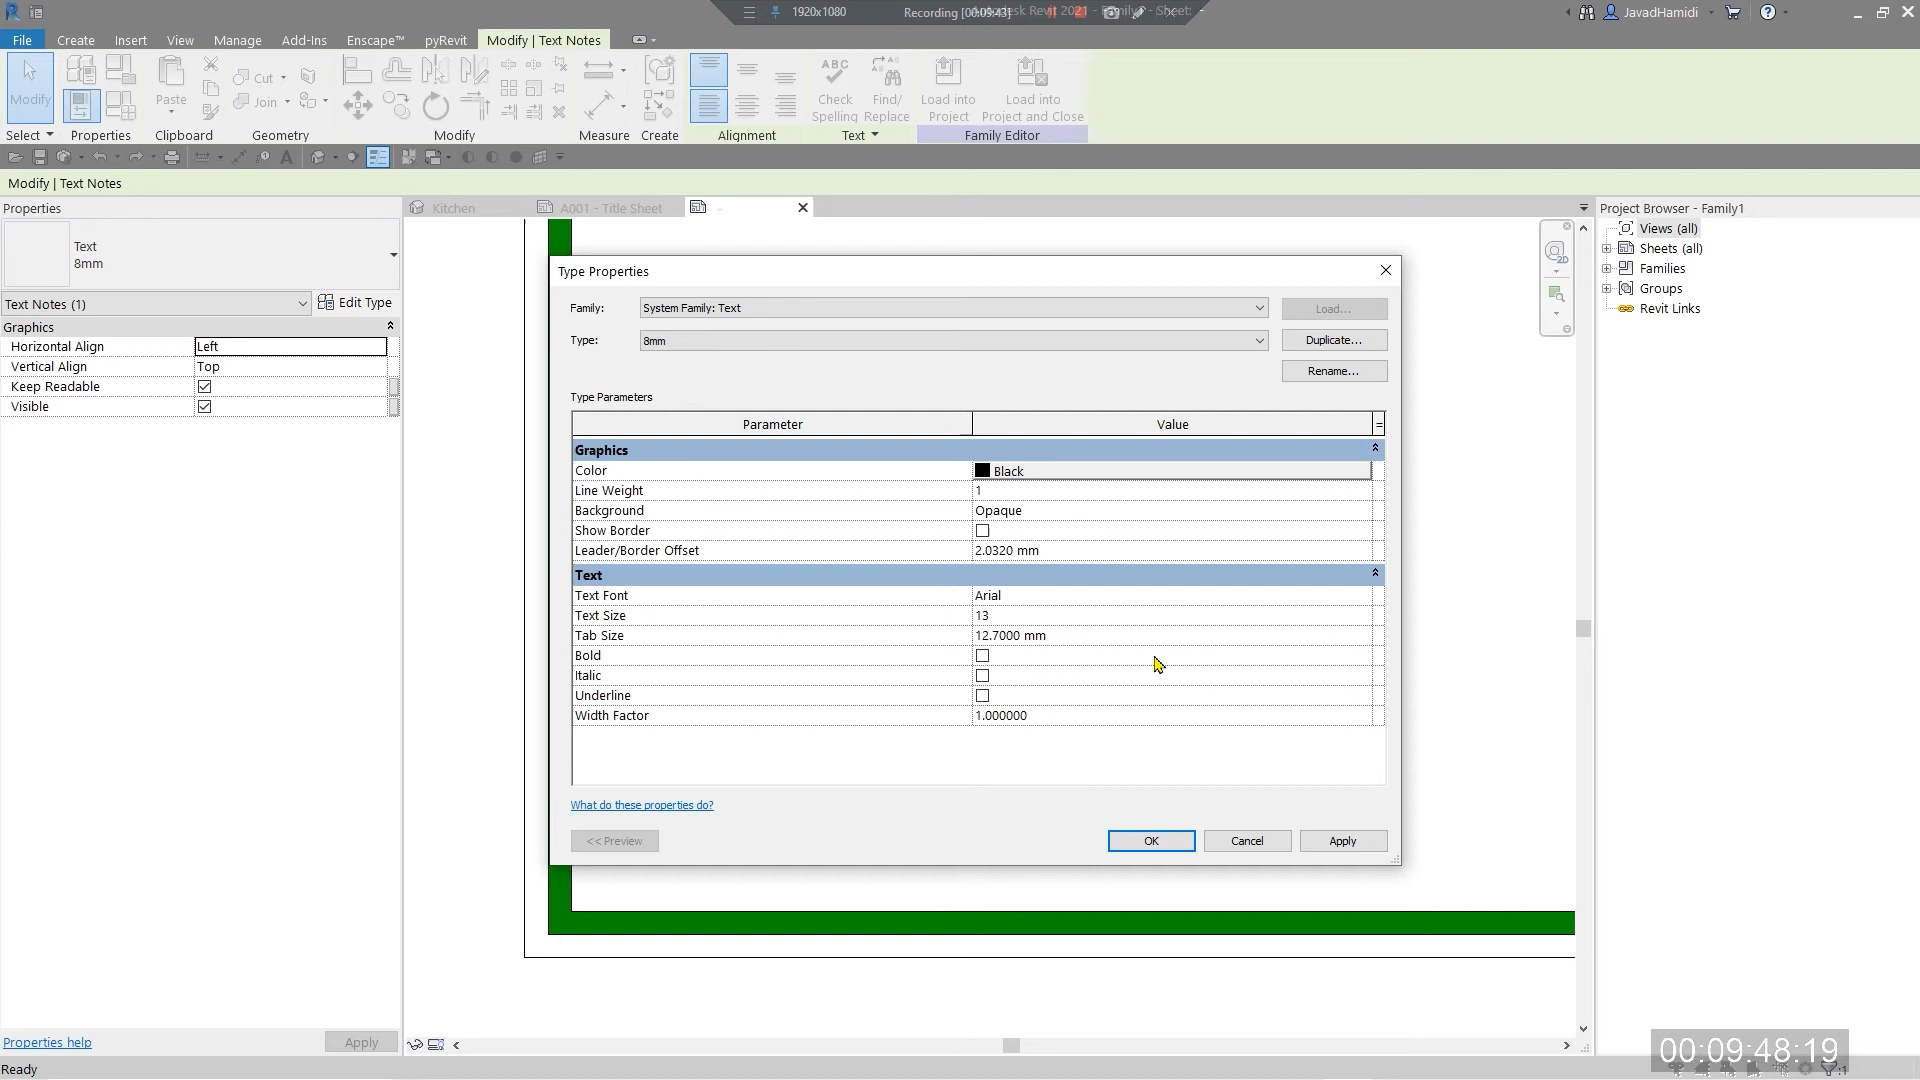 1920x1080
Recording [00:09:43]
JavadHamidi
File Create Insert View Manage Add-Ins Enscape™ pyRevit Modify | Text Notes
Modify
Paste
Cut
Join
Check Spelling
Find/ Replace
Load into Project
Load into Project and Close
Select Properties Clipboard Geometry Modify Measure Create Alignment Text Family Editor
Modify | Text Notes
Properties
Text
8mm
Text Notes (1)
Edit Type
Graphics
Horizontal Align Left
Vertical Align Top
Keep Readable
Visible
Properties help
Apply
Ready
Kitchen
A001 - Title Sheet
-
Type Properties
Family: System Family: Text Load...
Type: 8mm Duplicate...
Rename...
Type Parameters
Parameter Value =
Graphics
Color Black
Line Weight 1
Background Opaque
Show Border
Leader/Border Offset 2.0320 mm
Text
Text Font Arial
Text Size 13
Tab Size 12.7000 mm
Bold
Italic
Underline
Width Factor 1.000000
What do these properties do?
<< Preview OK Cancel Apply
2D
Project Browser - Family1
Views (all)
Sheets (all)
Families
Groups
Revit Links
00:09:48:19